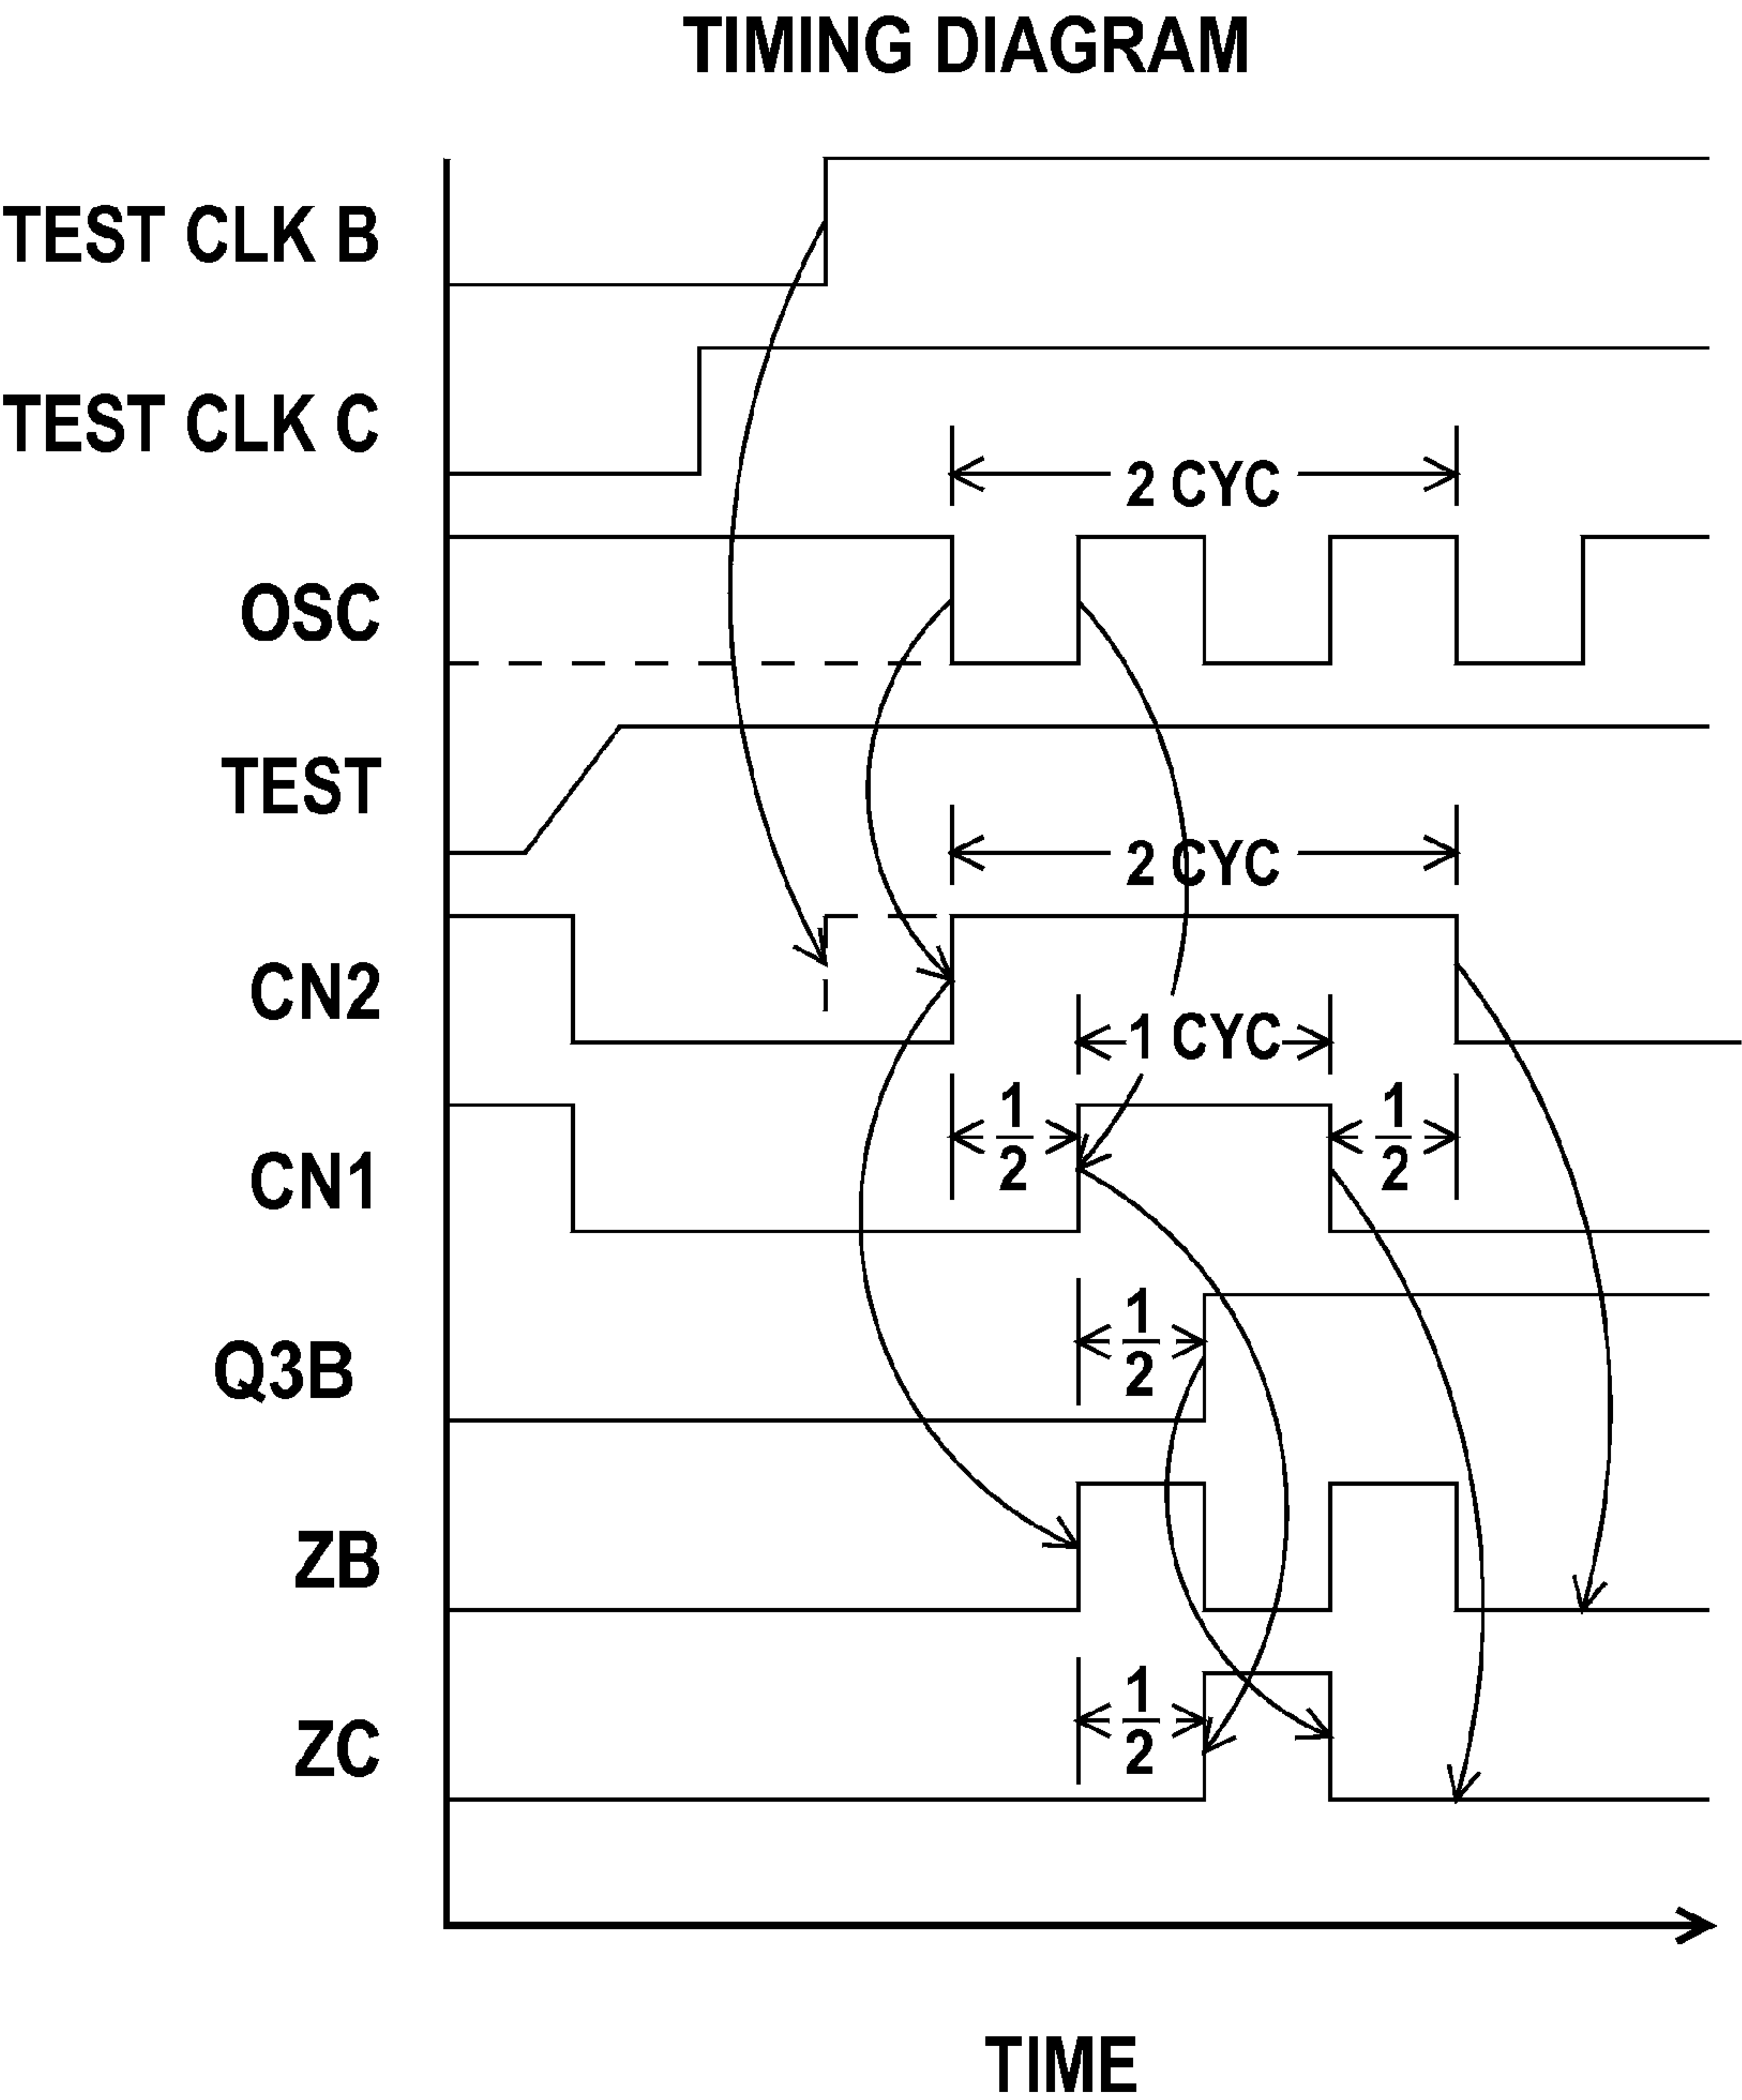 TIMING DIAGRAM
TEST CLK B
TEST CLK C
2 CYC
OSC
TEST
2 CYC
CN2
1 CYC
1/2
1/2
CN1
1/2
Q3B
ZB
1/2
ZC
TIME